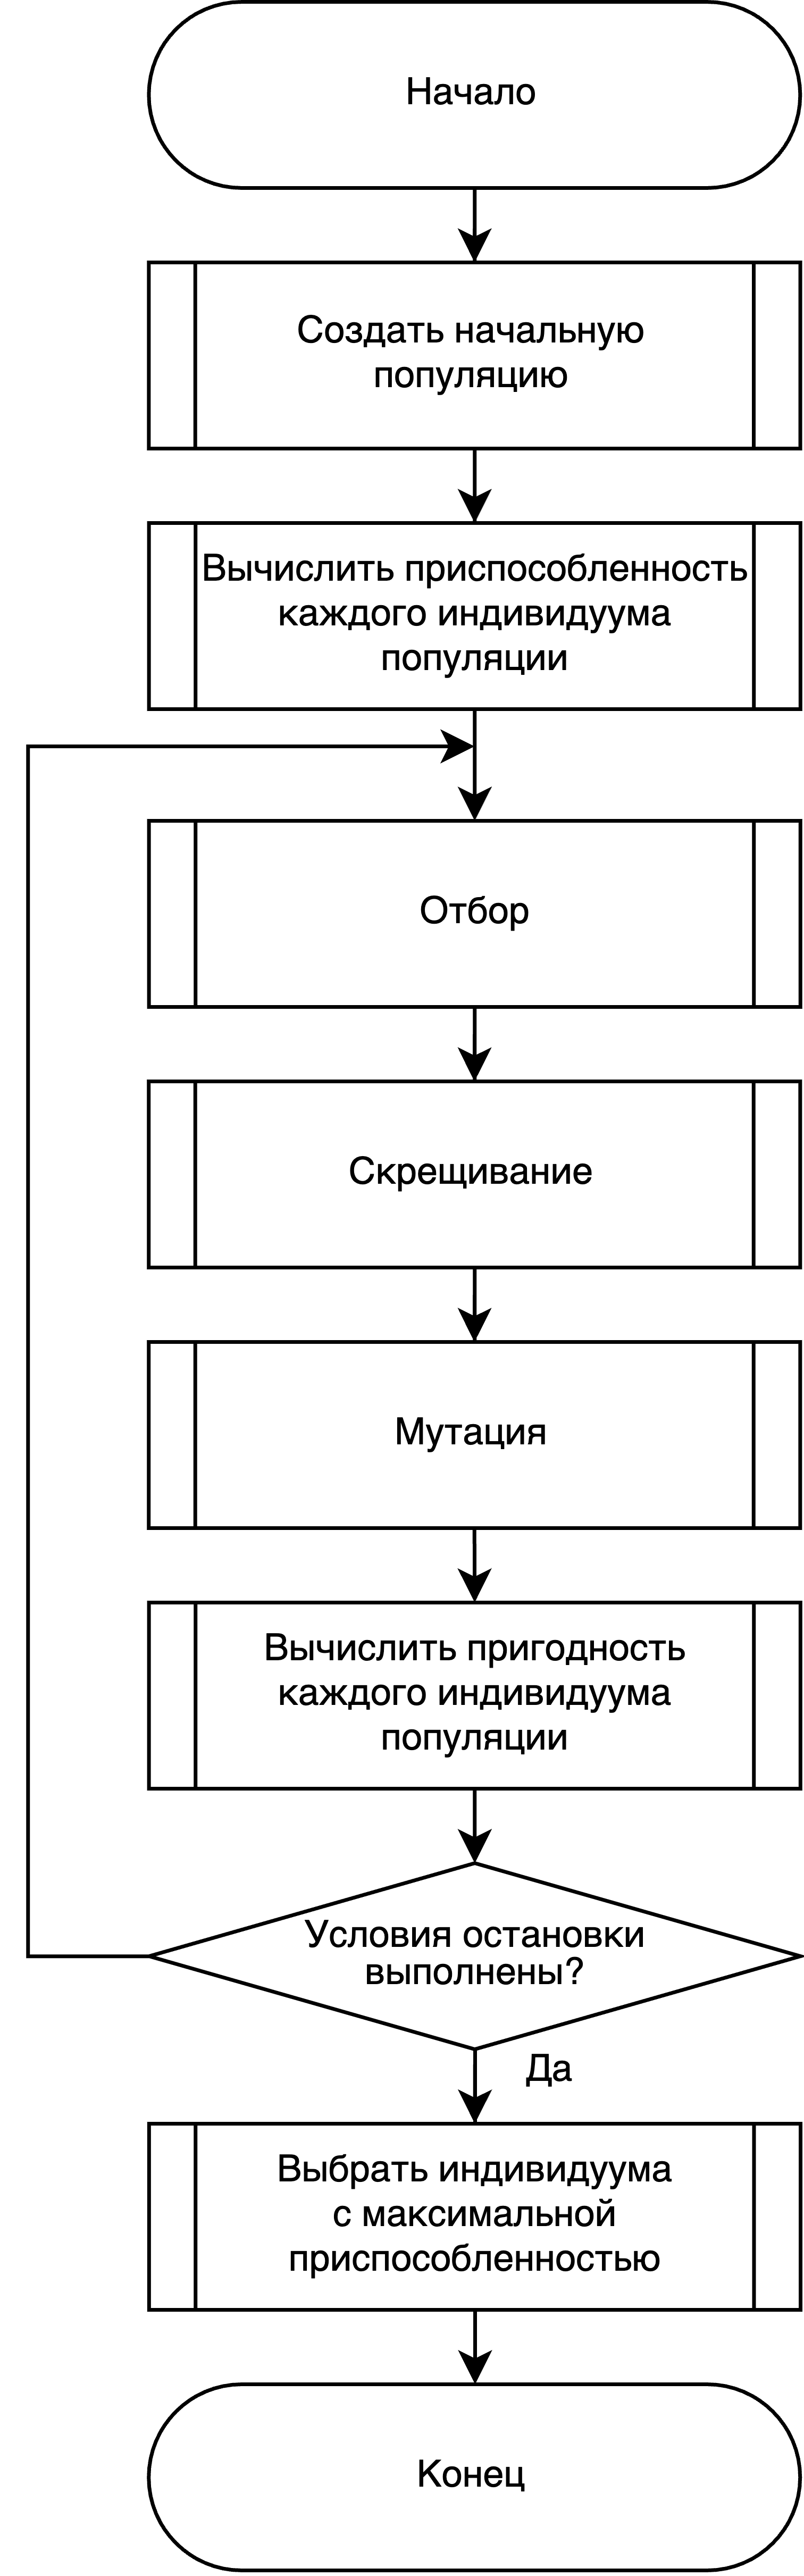 Начало
Создать начальную
популяцию
Вычислить приспособленность
каждого индивидуума
популяции
Отбор
Скрещивание
Мутация
Вычислить пригодность
каждого индивидуума
популяции
Условия остановки
выполнены?
Да
Выбрать индивидуума
с максимальной
приспособленностью
Конец